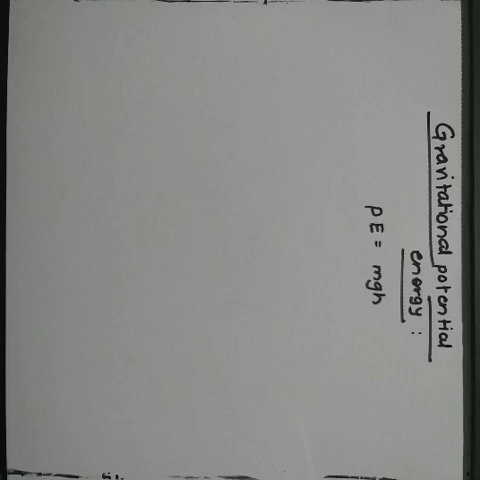 Gravitational potential
energy :
PE = mgh